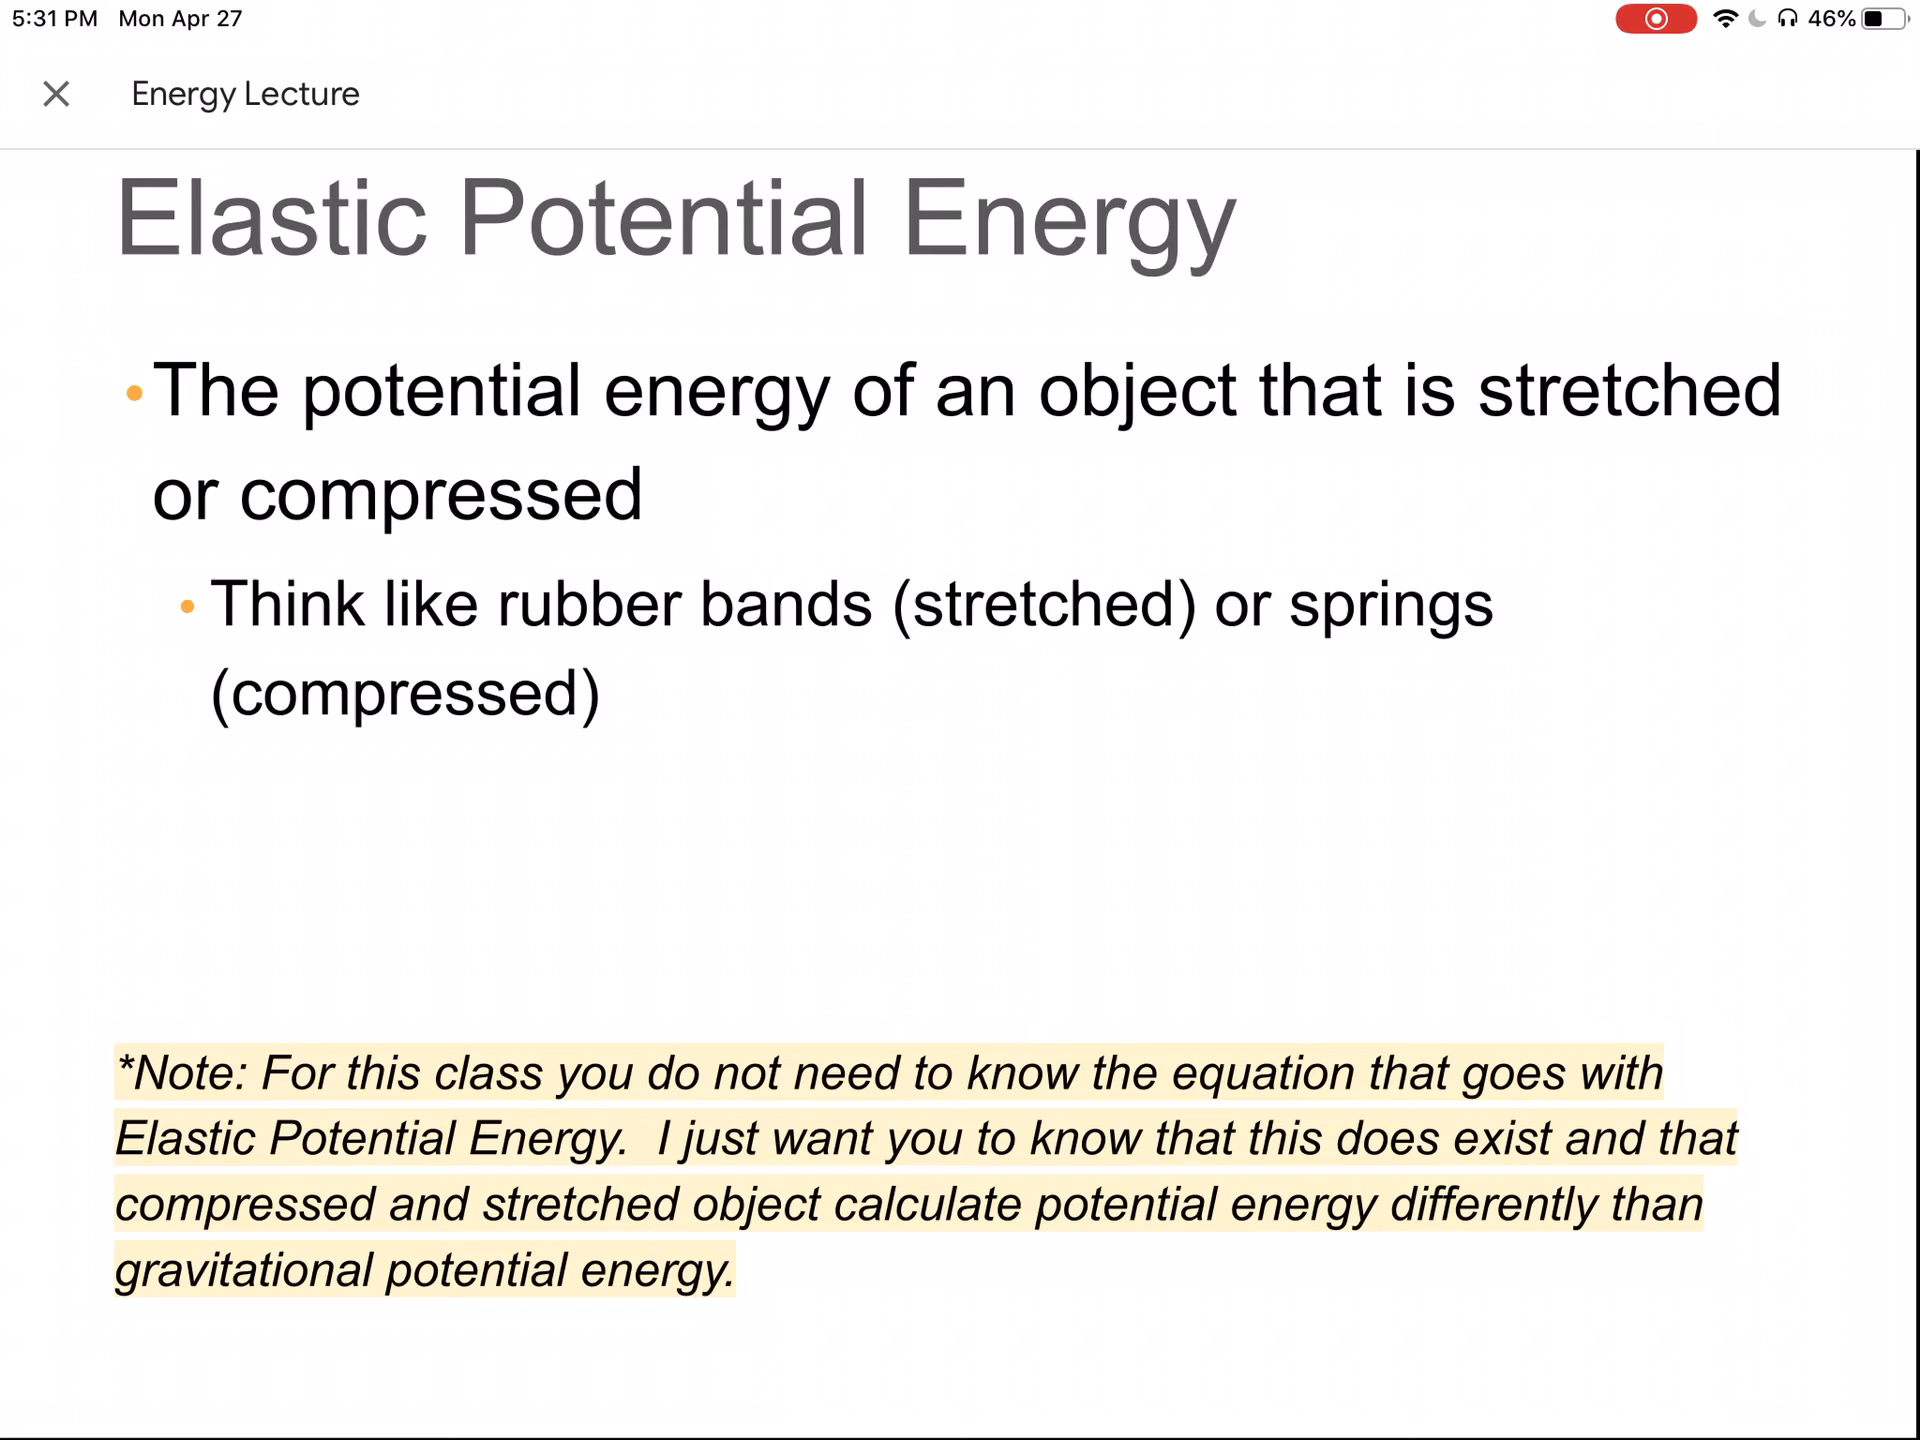 5:31 PM Mon Apr 27
46%
Energy Lecture
Elastic Potential Energy
•The potential energy of an object that is stretched
or compressed
• Think like rubber bands (stretched) or springs
(compressed)
*Note: For this class you do not need to know the equation that goes with
Elastic Potential Energy.  I just want you to know that this does exist and that
compressed and stretched object calculate potential energy differently than
gravitational potential energy.